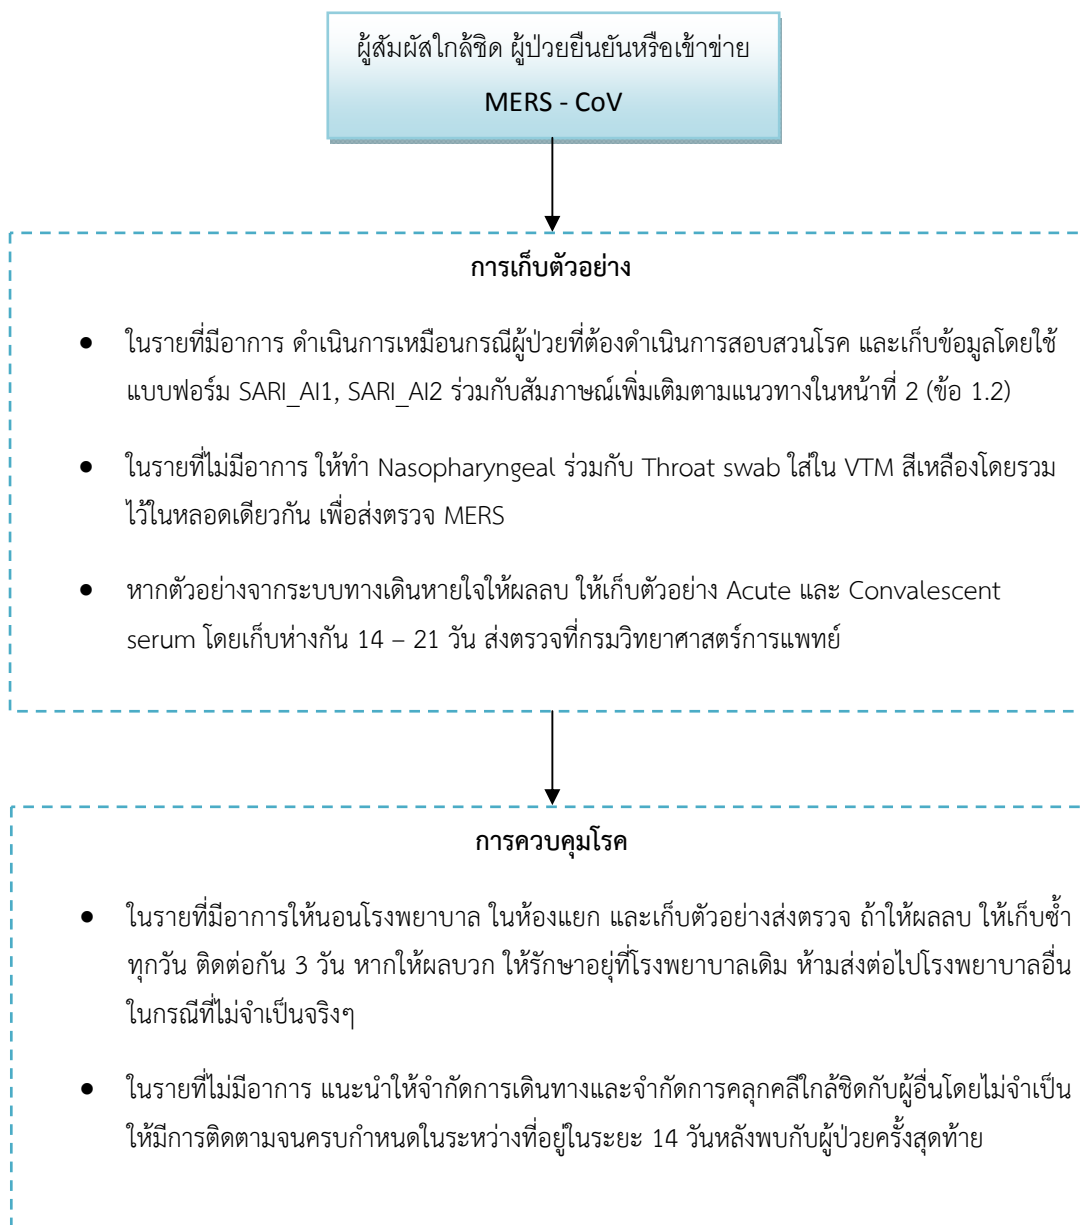 ผู้สัมผัสใกล้ชิด ผู้ป่วยยืนยันหรือเข้าข่าย
MERS - CoV
การเก็บตัวอย่าง
● ในรายที่มีอาการ ดำเนินการเหมือนกรณีผู้ป่วยที่ต้องดำเนินการสอบสวนโรค และเก็บข้อมูลโดยใช้
แบบฟอร์ม SARI_AI1, SARI_AI2 ร่วมกับสัมภาษณ์เพิ่มเติมตามแนวทางในหน้าที่ 2 (ข้อ 1.2)
● ในรายที่ไม่มีอาการ ให้ทำ Nasopharyngeal ร่วมกับ Throat swab ใส่ใน VTM สีเหลืองโดยรวม
ไว้ในหลอดเดียวกัน เพื่อส่งตรวจ MERS
● หากตัวอย่างจากระบบทางเดินหายใจให้ผลลบ ให้เก็บตัวอย่าง Acute และ Convalescent
serum โดยเก็บห่างกัน 14 – 21 วัน ส่งตรวจที่กรมวิทยาศาสตร์การแพทย์
การควบคุมโรค
● ในรายที่มีอาการให้นอนโรงพยาบาล ในห้องแยก และเก็บตัวอย่างส่งตรวจ ถ้าให้ผลลบ ให้เก็บซ้ำ
ทุกวัน ติดต่อกัน 3 วัน หากให้ผลบวก ให้รักษาอยู่ที่โรงพยาบาลเดิม ห้ามส่งต่อไปโรงพยาบาลอื่น
ในกรณีที่ไม่จำเป็นจริงๆ
● ในรายที่ไม่มีอาการ แนะนำให้จำกัดการเดินทางและจำกัดการคลุกคลีใกล้ชิดกับผู้อื่นโดยไม่จำเป็น
ให้มีการติดตามจนครบกำหนดในระหว่างที่อยู่ในระยะ 14 วันหลังพบกับผู้ป่วยครั้งสุดท้าย